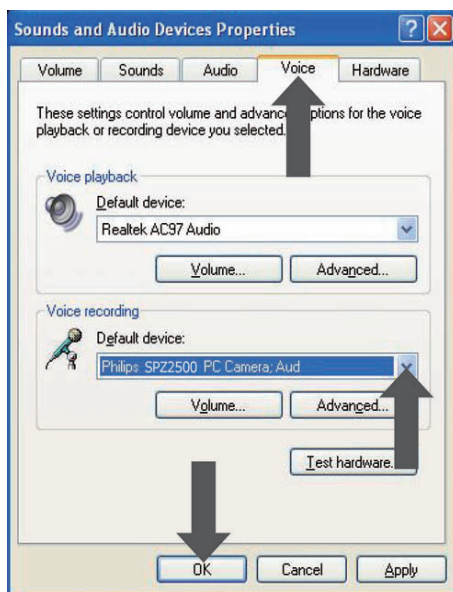 Sounds and Audio Devices Properties
Volume Sounds Audio Voice Hardware
These settings control volume and advanced options for the voice
playback or recording device you selected.
Voice playback
Default device:
Realtek AC97 Audio
Volume... Advanced...
Voice recording
Default device:
Philips SPZ2500 PC Camera; Aud
Volume... Advanced...
Test hardware...
OK Cancel Apply